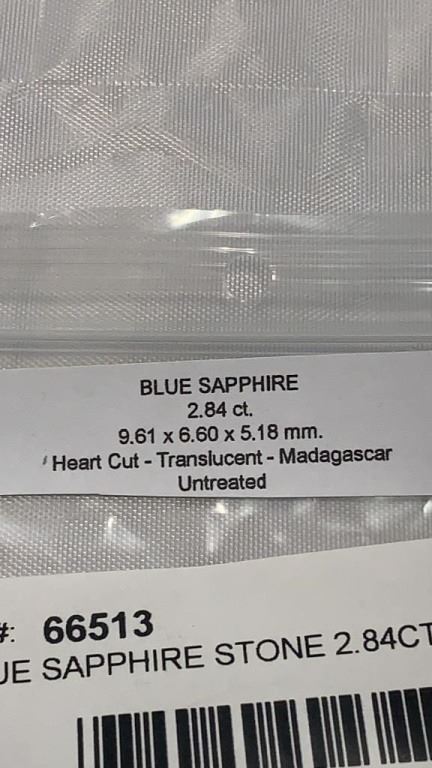 BLUE SAPPHIRE
2.84 ct.
9.61 x 6.60 x 5.18 mm.
Heart Cut - Translucent - Madagascar
Untreated
#: 66513
UE SAPPHIRE STONE 2.84CT